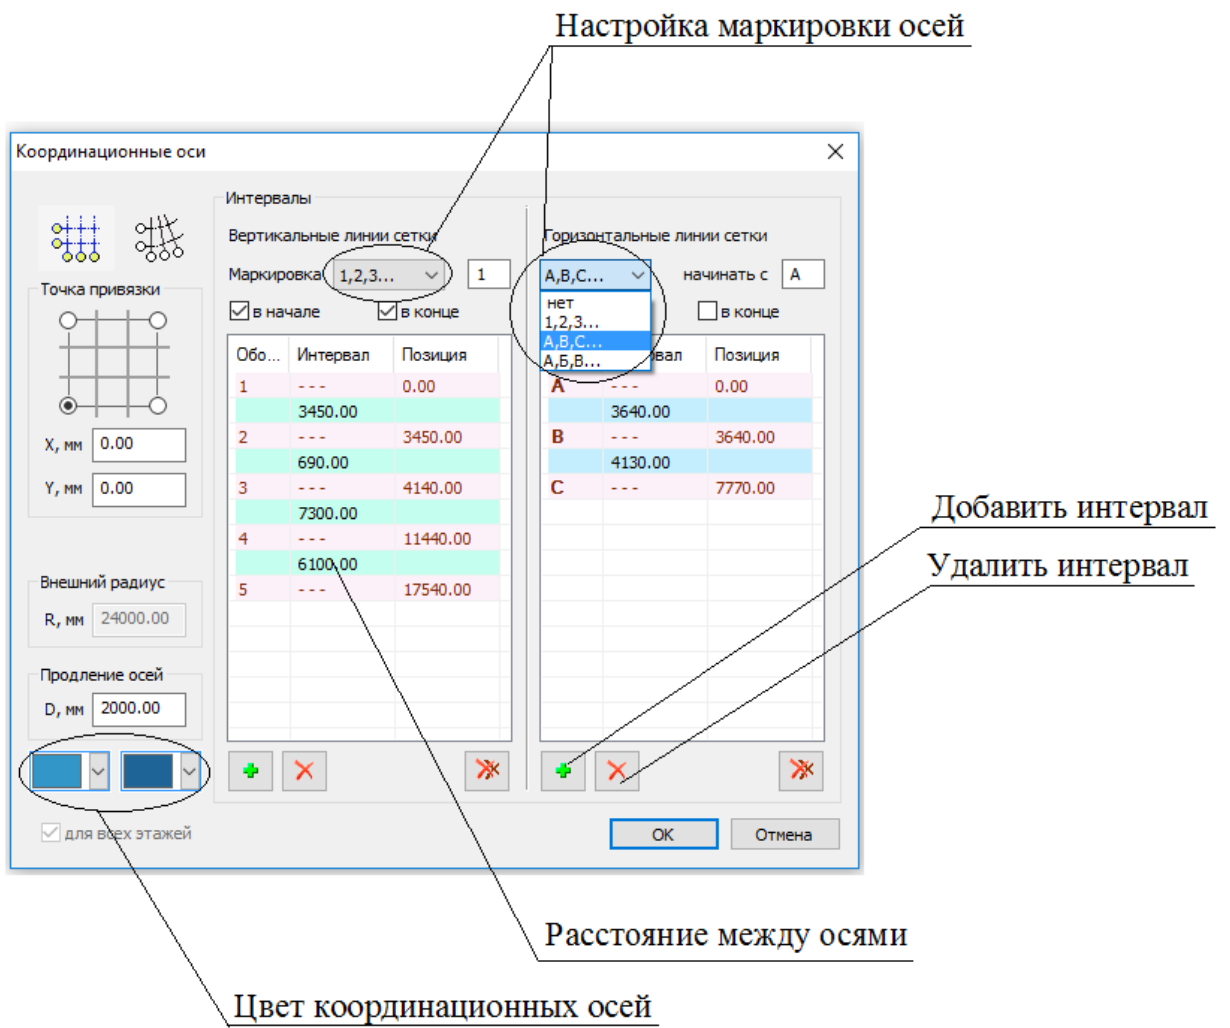 Настройка маркировки осей
Координационные оси
Интервалы
Вертикальные линии сетки
Горизонтальные линии сетки
Маркировка 1,2,3... 1
A,B,C... начинать с A
в начале в конце
в конце
нет
1,2,3...
A,B,C...
А,Б,В...
Точка привязки
X, мм 0.00
Y, мм 0.00
Внешний радиус
R, мм 24000.00
Продление осей
D, мм 2000.00
для всех этажей
Обо... Интервал Позиция
1 - - - 0.00
3450.00
2 - - - 3450.00
690.00
3 - - - 4140.00
7300.00
4 - - - 11440.00
6100.00
5 - - - 17540.00
вал Позиция
A - - - 0.00
3640.00
B - - - 3640.00
4130.00
C - - - 7770.00
OK Отмена
Добавить интервал
Удалить интервал
Расстояние между осями
Цвет координационных осей